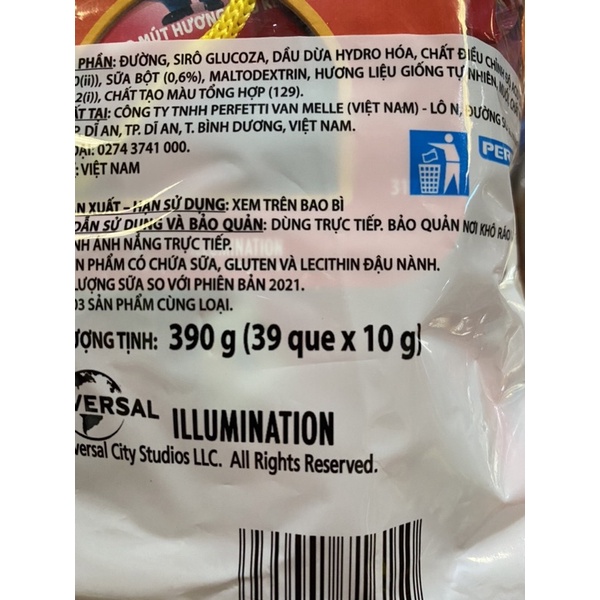 MÚT HƯƠNG
PHẦN: ĐƯỜNG, SIRÔ GLUCOZA, DẦU DỪA HYDRO HÓA, CHẤT ĐIỀU CHỈNH ĐỘ
(ii)), SỮA BỘT (0,6%), MALTODEXTRIN, HƯƠNG LIỆU GIỐNG TỰ NHIÊN, MUỐI,
2(i)), CHẤT TẠO MÀU TỔNG HỢP (129).
TẠI: CÔNG TY TNHH PERFETTI VAN MELLE (VIỆT NAM) - LÔ N, ĐƯỜNG
P. DĨ AN, TP. DĨ AN, T. BÌNH DƯƠNG, VIỆT NAM.
0274 3741 000.
: VIỆT NAM
PER
31
XUẤT – HẠN SỬ DỤNG: XEM TRÊN BAO BÌ
DẪN SỬ DỤNG VÀ BẢO QUẢN: DÙNG TRỰC TIẾP. BẢO QUẢN NƠI KHÔ RÁO
ÁNH NẮNG TRỰC TIẾP.
PHẨM CÓ CHỨA SỮA, GLUTEN VÀ LECITHIN ĐẬU NÀNH.
LƯỢNG SỮA SO VỚI PHIÊN BẢN 2021.
03 SẢN PHẨM CÙNG LOẠI.
ƯỢNG TỊNH: 390 g (39 que x 10 g)
VERSAL ILLUMINATION
versal City Studios LLC. All Rights Reserved.